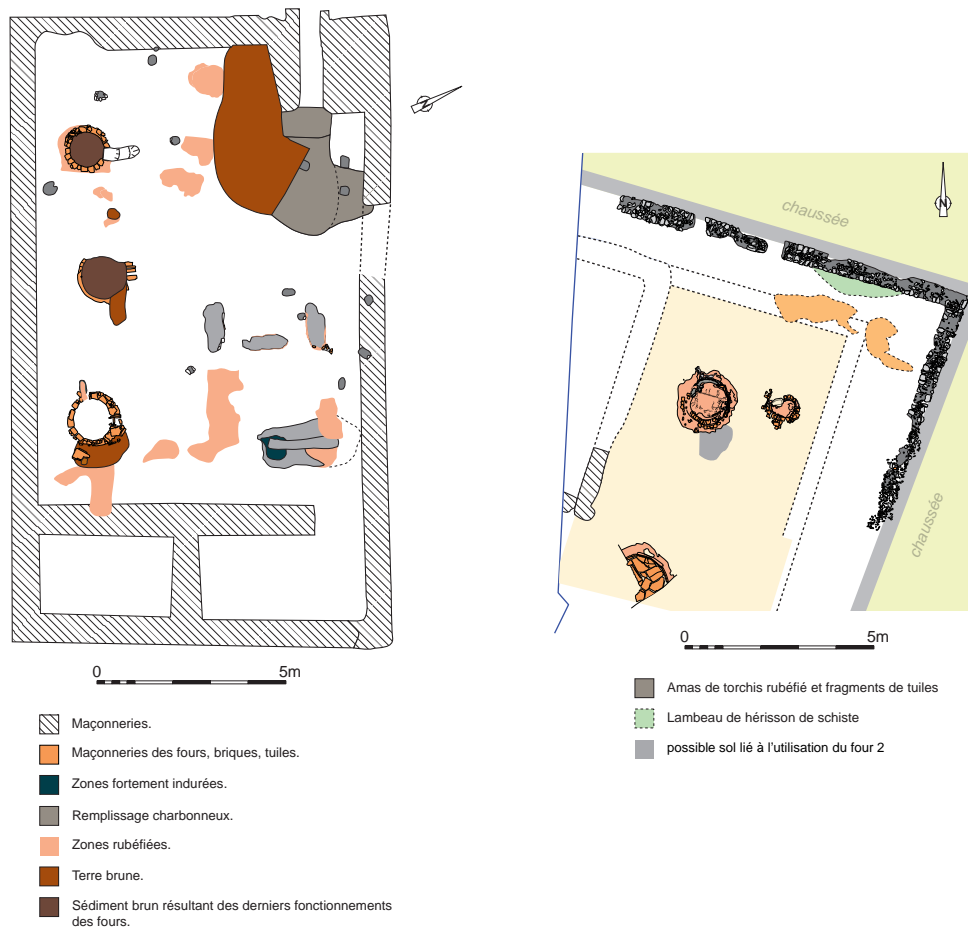 N
chaussée
N
chaussée
0 5m
0 5m
Maçonneries.
Maçonneries des fours, briques, tuiles.
Zones fortement indurées.
Remplissage charbonneux.
Zones rubéfiées.
Terre brune.
Sédiment brun résultant des derniers fonctionnements
des fours.
Amas de torchis rubéfié et fragments de tuiles
Lambeau de hérisson de schiste
possible sol lié à l'utilisation du four 2